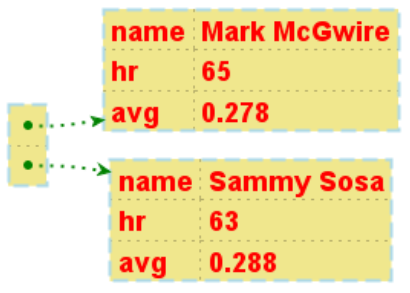 name Mark McGwire
hr 65
avg 0.278
name Sammy Sosa
hr 63
avg 0.288